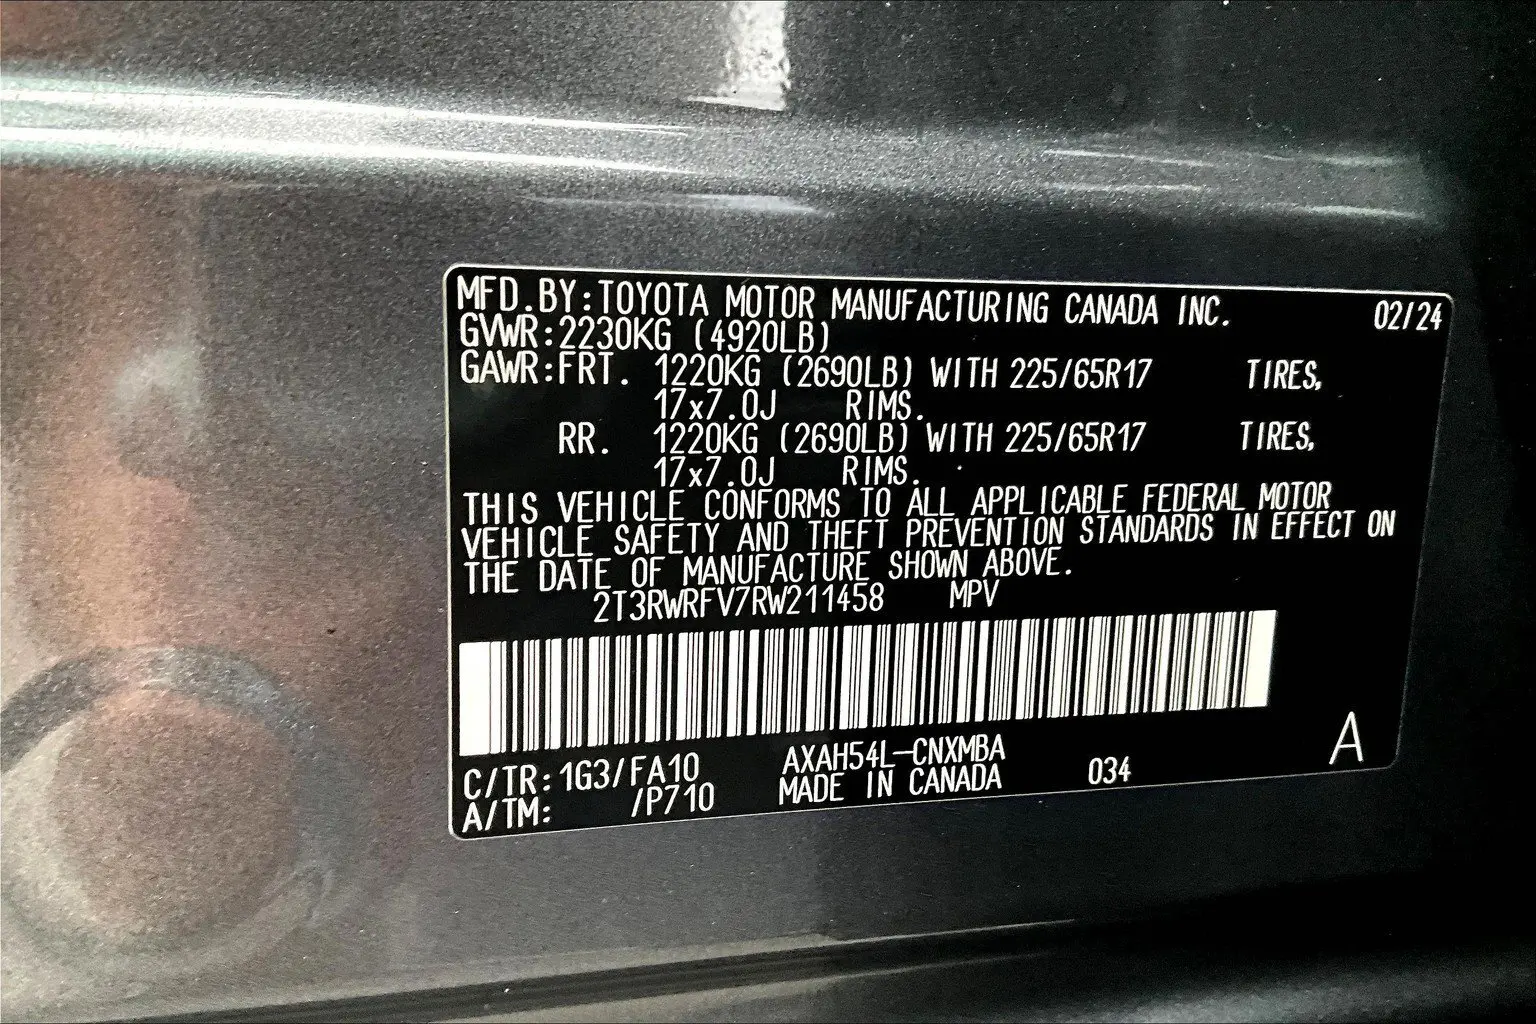 MFD.BY:TOYOTA MOTOR MANUFACTURING CANADA INC. 02/24
GVWR:2230KG (4920LB)
GAWR:FRT. 1220KG (2690LB) WITH 225/65R17 TIRES,
17x7.0J RIMS.
RR. 1220KG (2690LB) WITH 225/65R17 TIRES,
17x7.0J RIMS.
THIS VEHICLE CONFORMS TO ALL APPLICABLE FEDERAL MOTOR
VEHICLE SAFETY AND THEFT PREVENTION STANDARDS IN EFFECT ON
THE DATE OF MANUFACTURE SHOWN ABOVE.
2T3RWRFV7RW211458 MPV
C/TR:1G3/FA10 AXAH54L-CNXMBA
A/TM: /P710 MADE IN CANADA 034 A